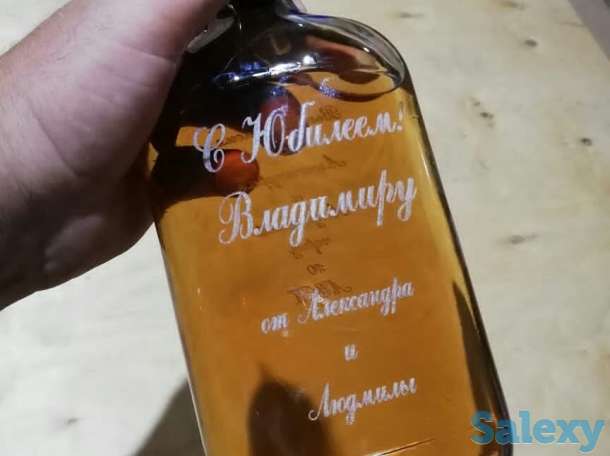 С Юбилеем!
Владимиру
от Александра
и
Людмилы
Salexy